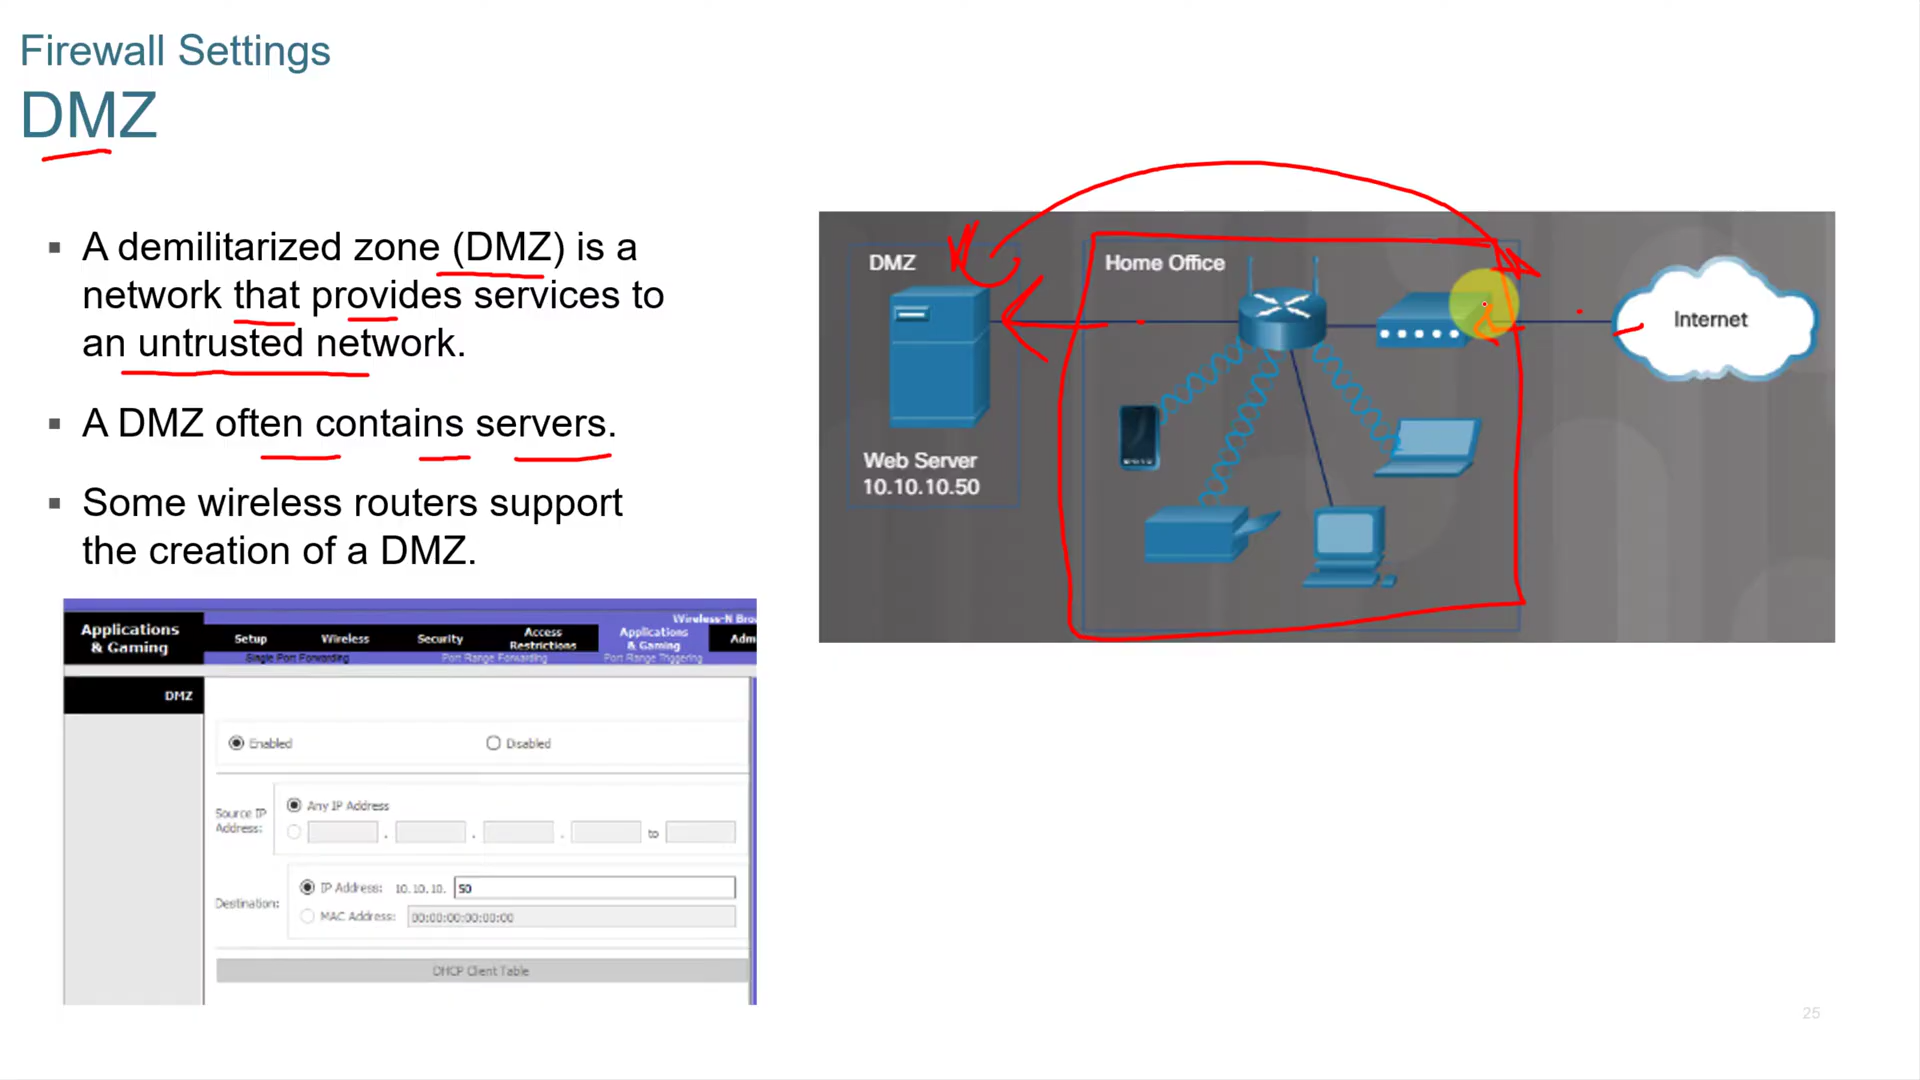 Firewall Settings
DMZ
▪ A demilitarized zone (DMZ) is a
network that provides services to
an untrusted network.
▪ A DMZ often contains servers.
▪ Some wireless routers support
the creation of a DMZ.
DMZ
Home Office
Internet
Web Server
10.10.10.50
Wireless-N Broa
Applications
& Gaming
Setup Wireless Security Access Restrictions Applications & Gaming Adm
Single Port Forwarding Port Range Forwarding Port Range Triggering
DMZ
Enabled Disabled
Source IP
Address:
Any IP Address
. . . to
Destination:
IP Address: 10.10.10. 50
MAC Address: 00:00:00:00:00:00
DHCP Client Table
25